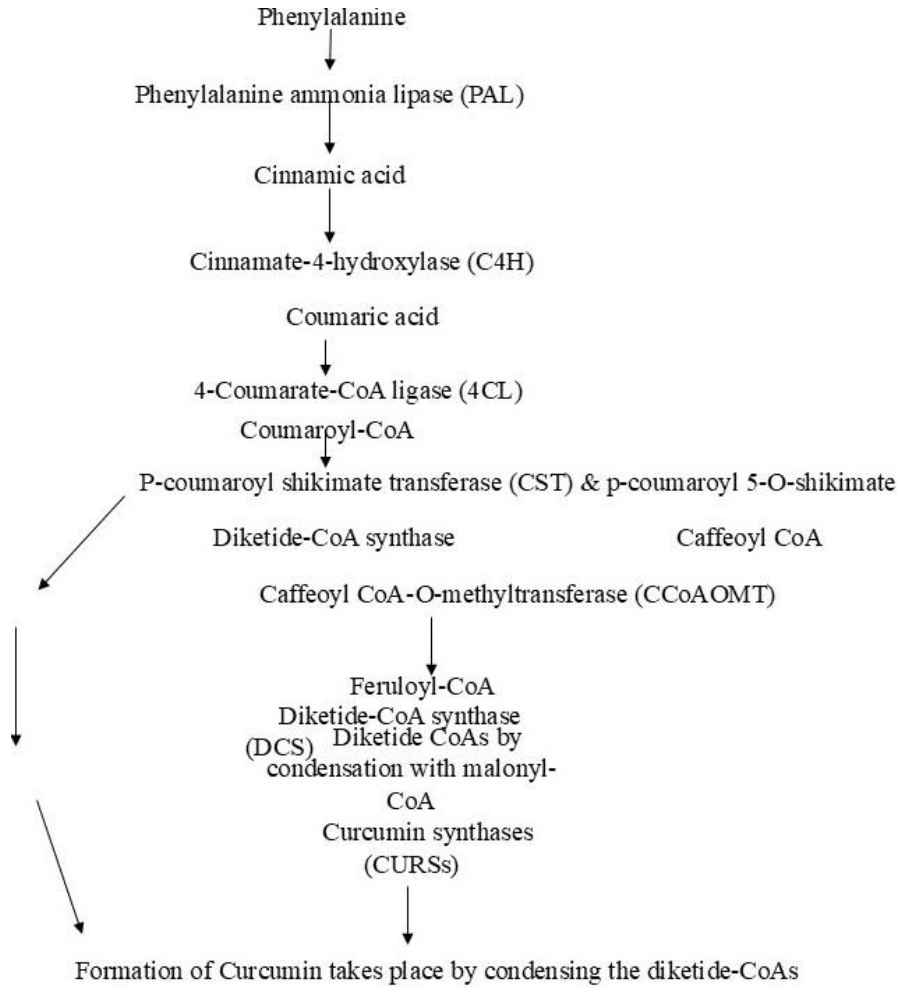 Phenylalanine
Phenylalanine ammonia lipase (PAL)
Cinnamic acid
Cinnamate-4-hydroxylase (C4H)
Coumaric acid
4-Coumarate-CoA ligase (4CL)
Coumaroyl-CoA
P-coumaroyl shikimate transferase (CST) & p-coumaroyl 5-O-shikimate
Diketide-CoA synthase
Caffeoyl CoA
Caffeoyl CoA-O-methyltransferase (CCoAOMT)
Feruloyl-CoA
Diketide-CoA synthase
(DCS)
Diketide CoAs by
condensation with malonyl-
CoA
Curcumin synthases
(CURSs)
Formation of Curcumin takes place by condensing the diketide-CoAs